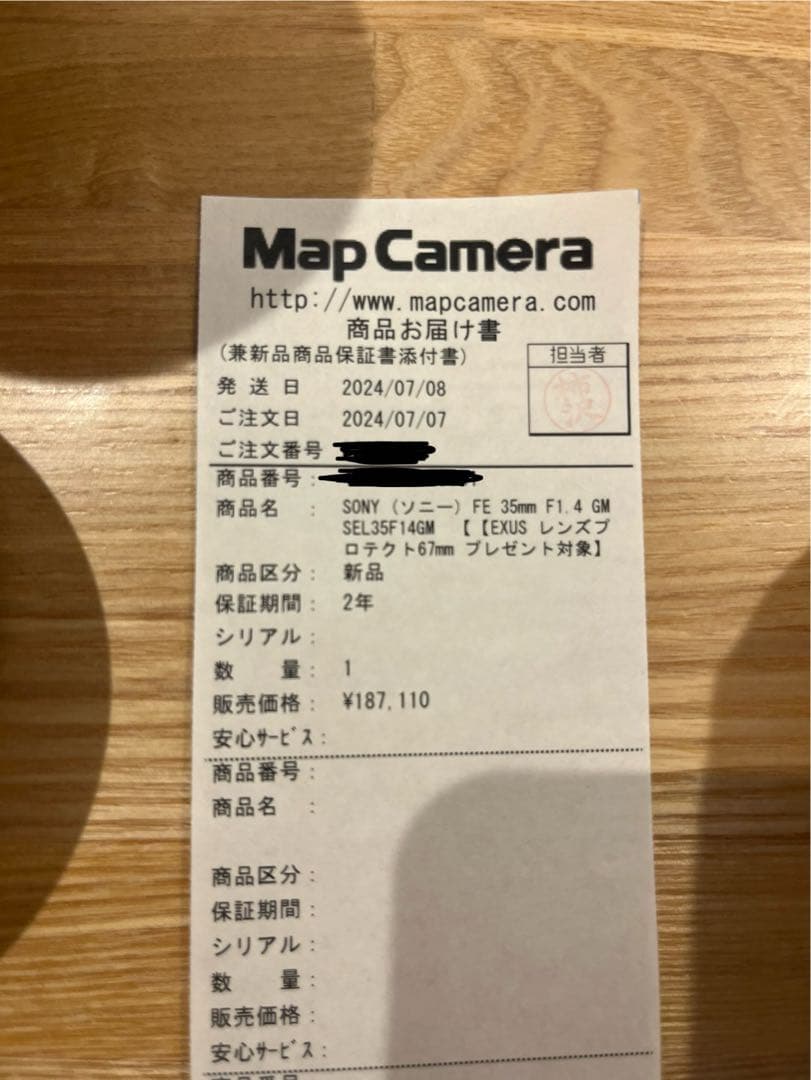 Map Camera
http://www.mapcamera.com
商品お届け書
(兼新品商品保証書添付書)
担当者
発送日 2024/07/08
ご注文日 2024/07/07
ご注文番号
商品番号:
商品名 : SONY (ソニー) FE 35mm F1.4 GM
SEL35F14GM 【【EXUS レンズプ
ロテクト67mm プレゼント対象】
商品区分: 新品
保証期間: 2年
シリアル:
数 量: 1
販売価格: ¥187,110
安心サービス:
商品番号:
商品名 :
商品区分:
保証期間:
シリアル:
数 量:
販売価格:
安心サービス:
商品番号